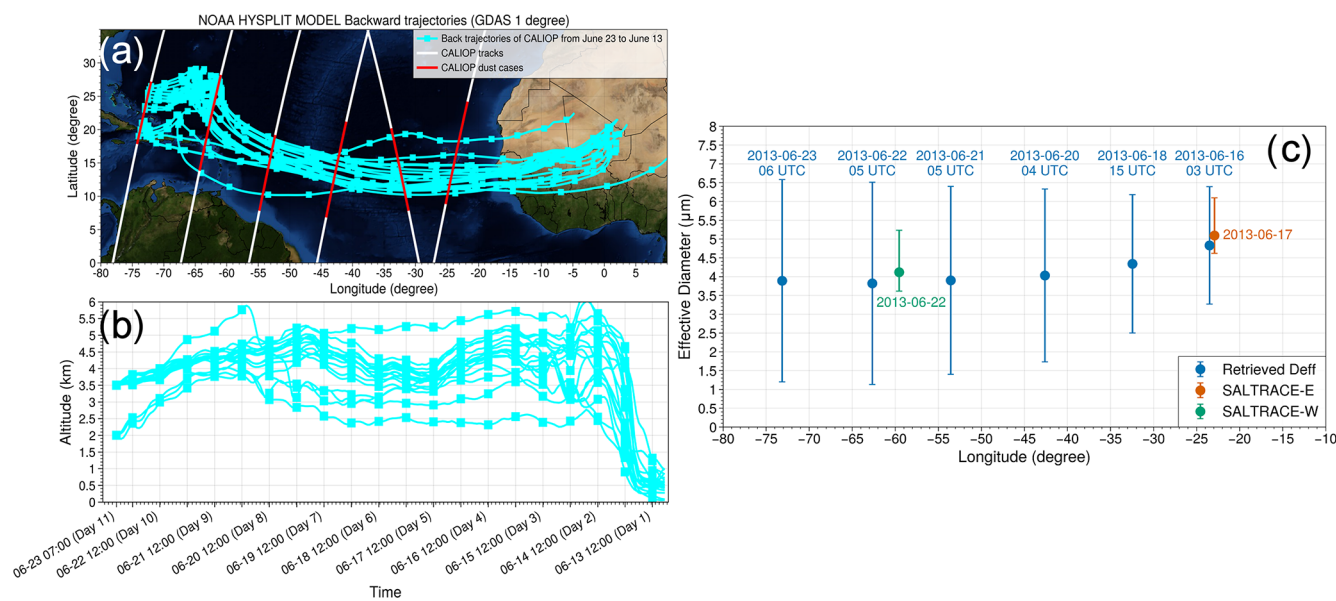 NOAA HYSPLIT MODEL Backward trajectories (GDAS 1 degree)
(a)
Back trajectories of CALIOP from June 23 to June 13
CALIOP tracks
CALIOP dust cases
Latitude (degree)
30
25
20
15
10
5
0
−80 −75 −70 −65 −60 −55 −50 −45 −40 −35 −30 −25 −20 −15 −10 −5 0 5
Longitude (degree)
(b)
Altitude (km)
6
5.5
5
4.5
4
3.5
3
2.5
2
1.5
1
0.5
0
06-23 07:00 (Day 11)
06-22 12:00 (Day 10)
06-21 12:00 (Day 9)
06-20 12:00 (Day 8)
06-19 12:00 (Day 7)
06-18 12:00 (Day 6)
06-17 12:00 (Day 5)
06-16 12:00 (Day 4)
06-15 12:00 (Day 3)
06-14 12:00 (Day 2)
06-13 12:00 (Day 1)
Time
(c)
Effective Diameter (μm)
8
7.5
7
6.5
6
5.5
5
4.5
4
3.5
3
2.5
2
1.5
1
0.5
0
2013-06-23
06 UTC
2013-06-22
05 UTC
2013-06-21
05 UTC
2013-06-20
04 UTC
2013-06-18
15 UTC
2013-06-16
03 UTC
2013-06-17
2013-06-22
Retrieved Deff
SALTRACE-E
SALTRACE-W
−80 −75 −70 −65 −60 −55 −50 −45 −40 −35 −30 −25 −20 −15 −10
Longitude (degree)